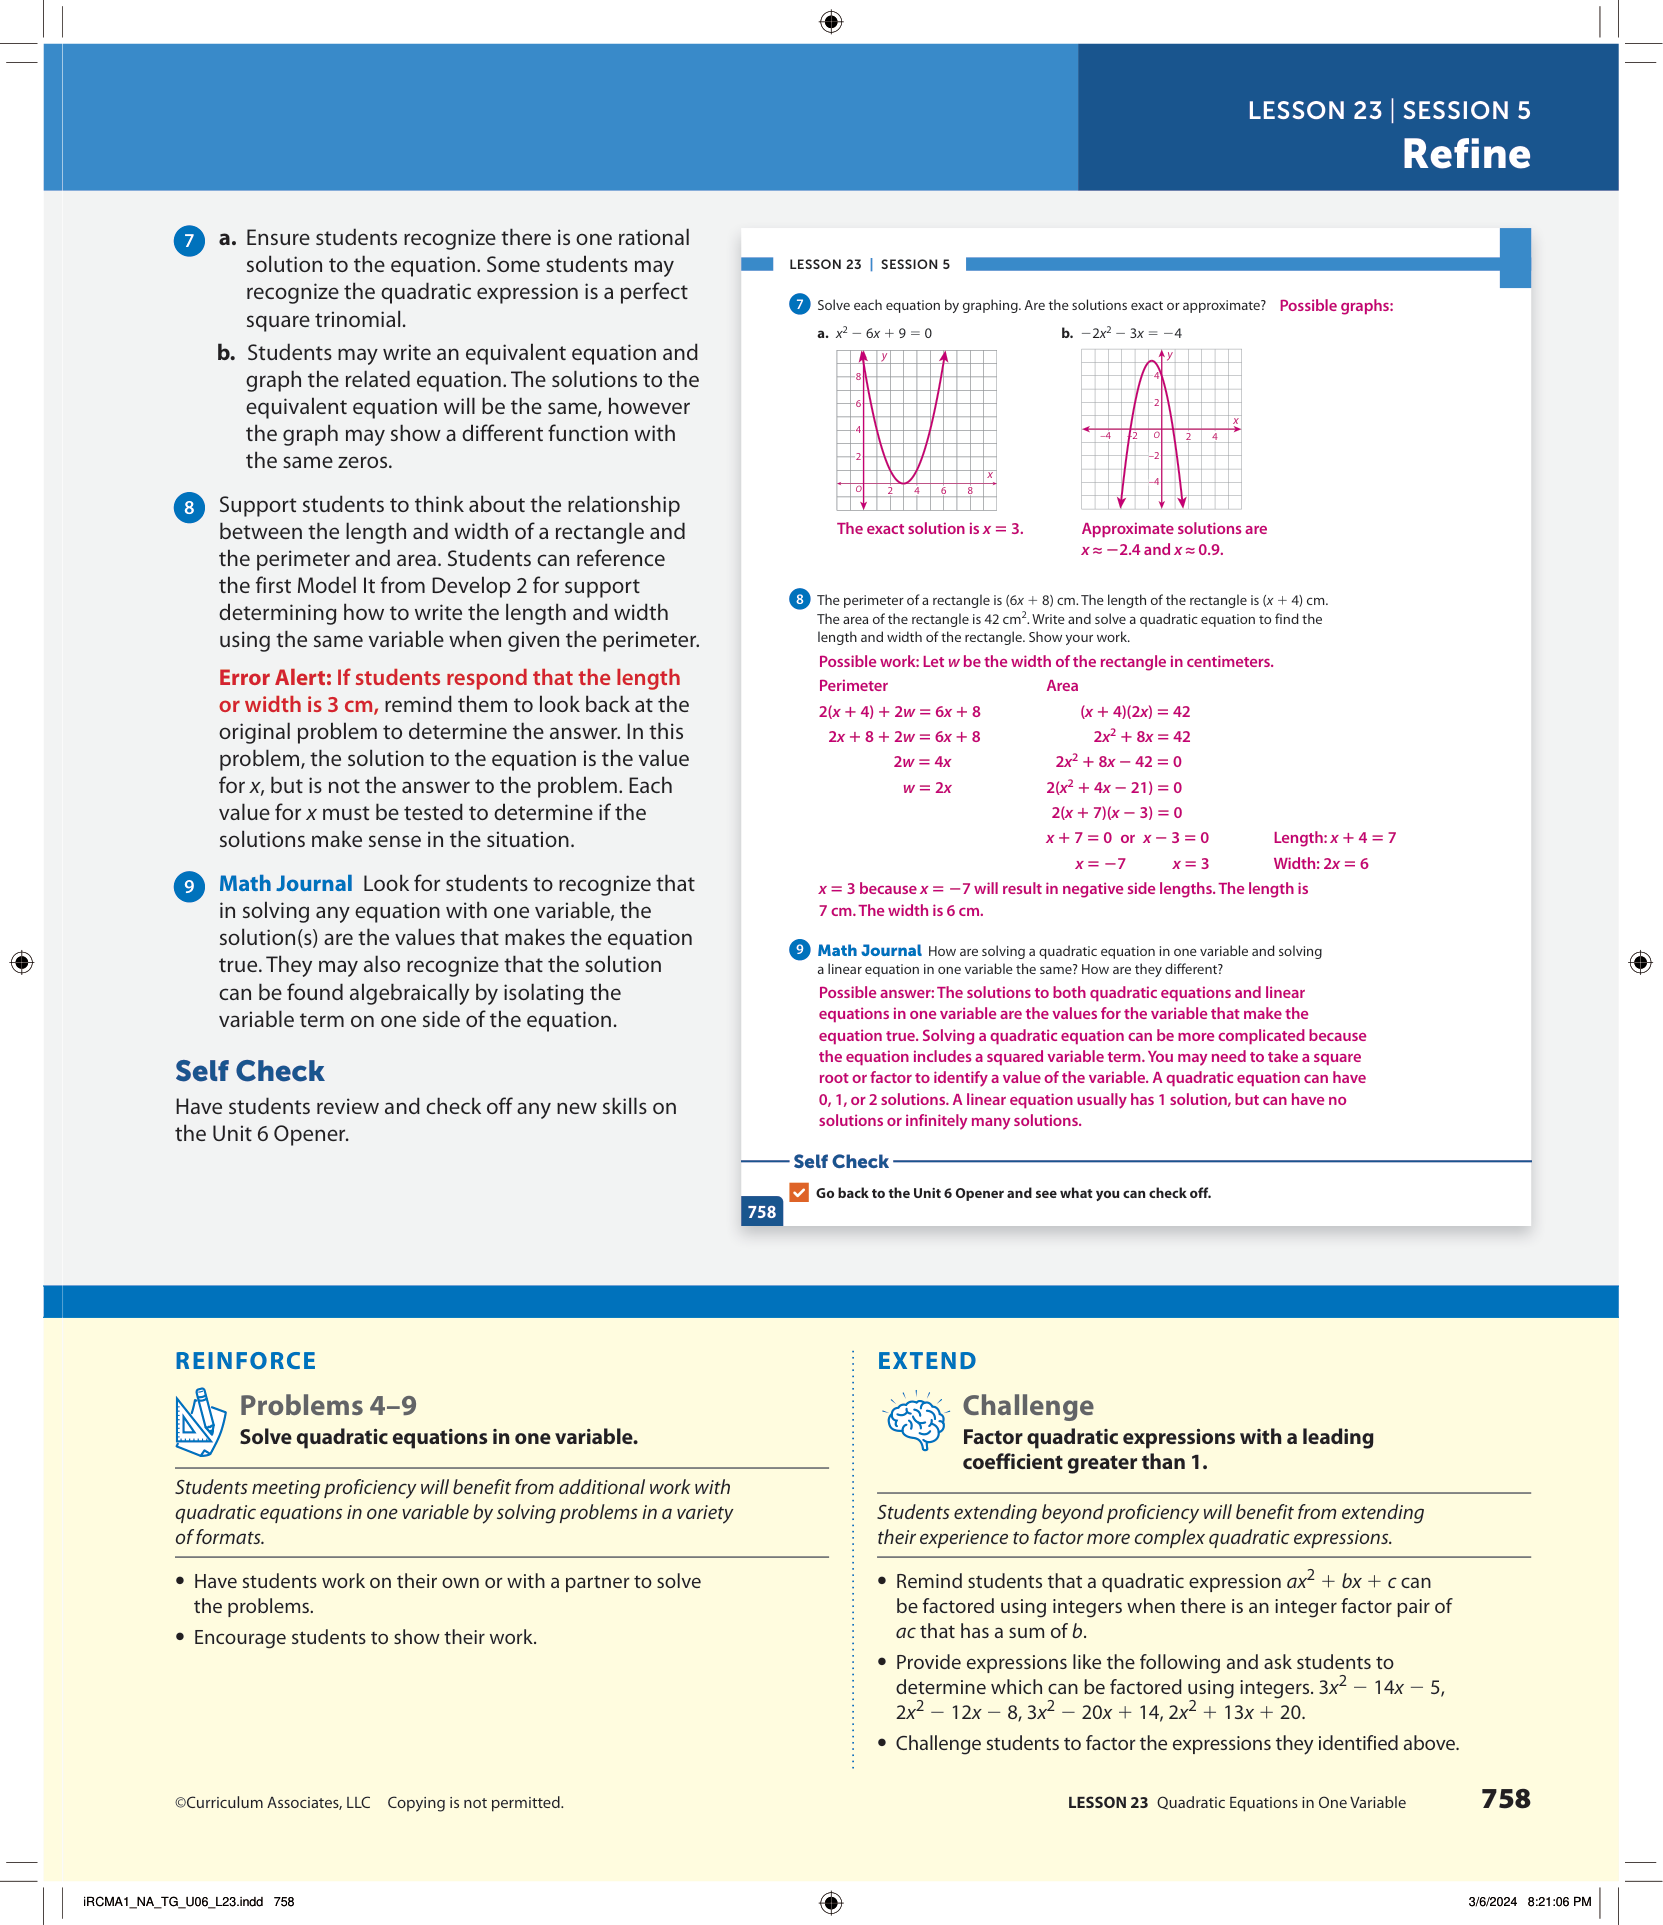 LESSON 23 | SESSION 5
Refine
7 a. Ensure students recognize there is one rational
solution to the equation. Some students may
recognize the quadratic expression is a perfect
square trinomial.
b. Students may write an equivalent equation and
graph the related equation. The solutions to the
equivalent equation will be the same, however
the graph may show a different function with
the same zeros.
8 Support students to think about the relationship
between the length and width of a rectangle and
the perimeter and area. Students can reference
the first Model It from Develop 2 for support
determining how to write the length and width
using the same variable when given the perimeter.
Error Alert: If students respond that the length
or width is 3 cm, remind them to look back at the
original problem to determine the answer. In this
problem, the solution to the equation is the value
for x, but is not the answer to the problem. Each
value for x must be tested to determine if the
solutions make sense in the situation.
9 Math Journal Look for students to recognize that
in solving any equation with one variable, the
solution(s) are the values that makes the equation
true. They may also recognize that the solution
can be found algebraically by isolating the
variable term on one side of the equation.
Self Check
Have students review and check off any new skills on
the Unit 6 Opener.
LESSON 23 | SESSION 5
7 Solve each equation by graphing. Are the solutions exact or approximate? Possible graphs:
a. x² − 6x + 9 = 0
b. −2x² − 3x = −4
y
8
6
4
2
x
O 2 4 6 8
y
4
2
x
−4 −2 O 2 4
−2
−4
The exact solution is x = 3.
Approximate solutions are
x ≈ −2.4 and x ≈ 0.9.
8 The perimeter of a rectangle is (6x + 8) cm. The length of the rectangle is (x + 4) cm.
The area of the rectangle is 42 cm². Write and solve a quadratic equation to find the
length and width of the rectangle. Show your work.
Possible work: Let w be the width of the rectangle in centimeters.
Perimeter Area
2(x + 4) + 2w = 6x + 8 (x + 4)(2x) = 42
2x + 8 + 2w = 6x + 8 2x² + 8x = 42
2w = 4x 2x² + 8x − 42 = 0
w = 2x 2(x² + 4x − 21) = 0
2(x + 7)(x − 3) = 0
x + 7 = 0 or x − 3 = 0 Length: x + 4 = 7
x = −7 x = 3 Width: 2x = 6
x = 3 because x = −7 will result in negative side lengths. The length is
7 cm. The width is 6 cm.
9 Math Journal How are solving a quadratic equation in one variable and solving
a linear equation in one variable the same? How are they different?
Possible answer: The solutions to both quadratic equations and linear
equations in one variable are the values for the variable that make the
equation true. Solving a quadratic equation can be more complicated because
the equation includes a squared variable term. You may need to take a square
root or factor to identify a value of the variable. A quadratic equation can have
0, 1, or 2 solutions. A linear equation usually has 1 solution, but can have no
solutions or infinitely many solutions.
Self Check
Go back to the Unit 6 Opener and see what you can check off.
758
REINFORCE
Problems 4–9
Solve quadratic equations in one variable.
Students meeting proficiency will benefit from additional work with
quadratic equations in one variable by solving problems in a variety
of formats.
• Have students work on their own or with a partner to solve
the problems.
• Encourage students to show their work.
EXTEND
Challenge
Factor quadratic expressions with a leading
coefficient greater than 1.
Students extending beyond proficiency will benefit from extending
their experience to factor more complex quadratic expressions.
• Remind students that a quadratic expression ax² + bx + c can
be factored using integers when there is an integer factor pair of
ac that has a sum of b.
• Provide expressions like the following and ask students to
determine which can be factored using integers. 3x² − 14x − 5,
2x² − 12x − 8, 3x² − 20x + 14, 2x² + 13x + 20.
• Challenge students to factor the expressions they identified above.
©Curriculum Associates, LLC Copying is not permitted.
LESSON 23 Quadratic Equations in One Variable 758
iRCMA1_NA_TG_U06_L23.indd 758
3/6/2024 8:21:06 PM